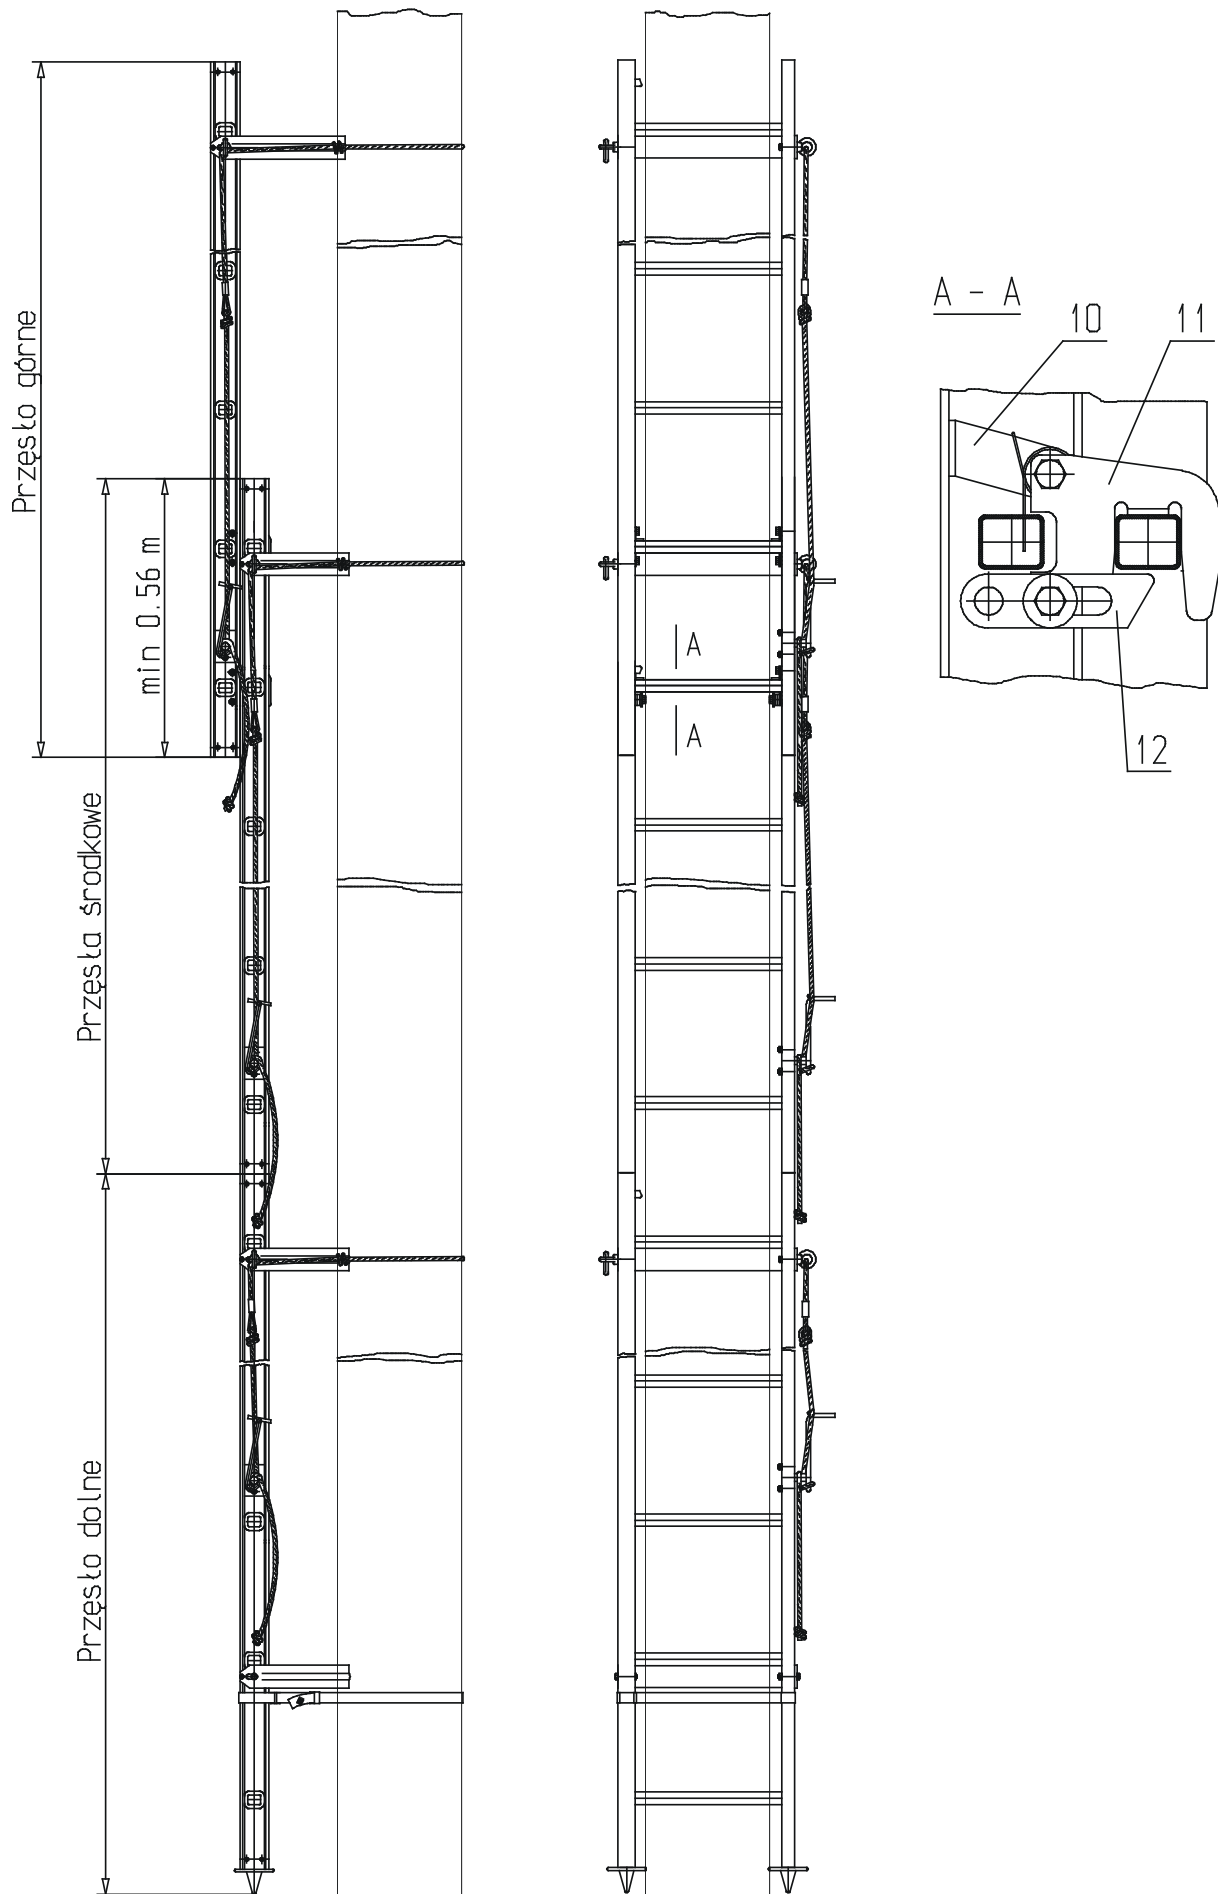 Przęsło górne
min 0.56 m
Przęsła środkowe
Przęsło dolne
A
A
A - A
10
11
12